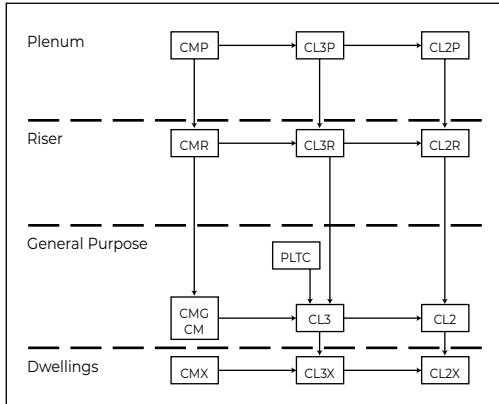 Plenum
CMP
CL3P
CL2P
Riser
CMR
CL3R
CL2R
General Purpose
PLTC
CMG
CM
CL3
CL2
Dwellings
CMX
CL3X
CL2X